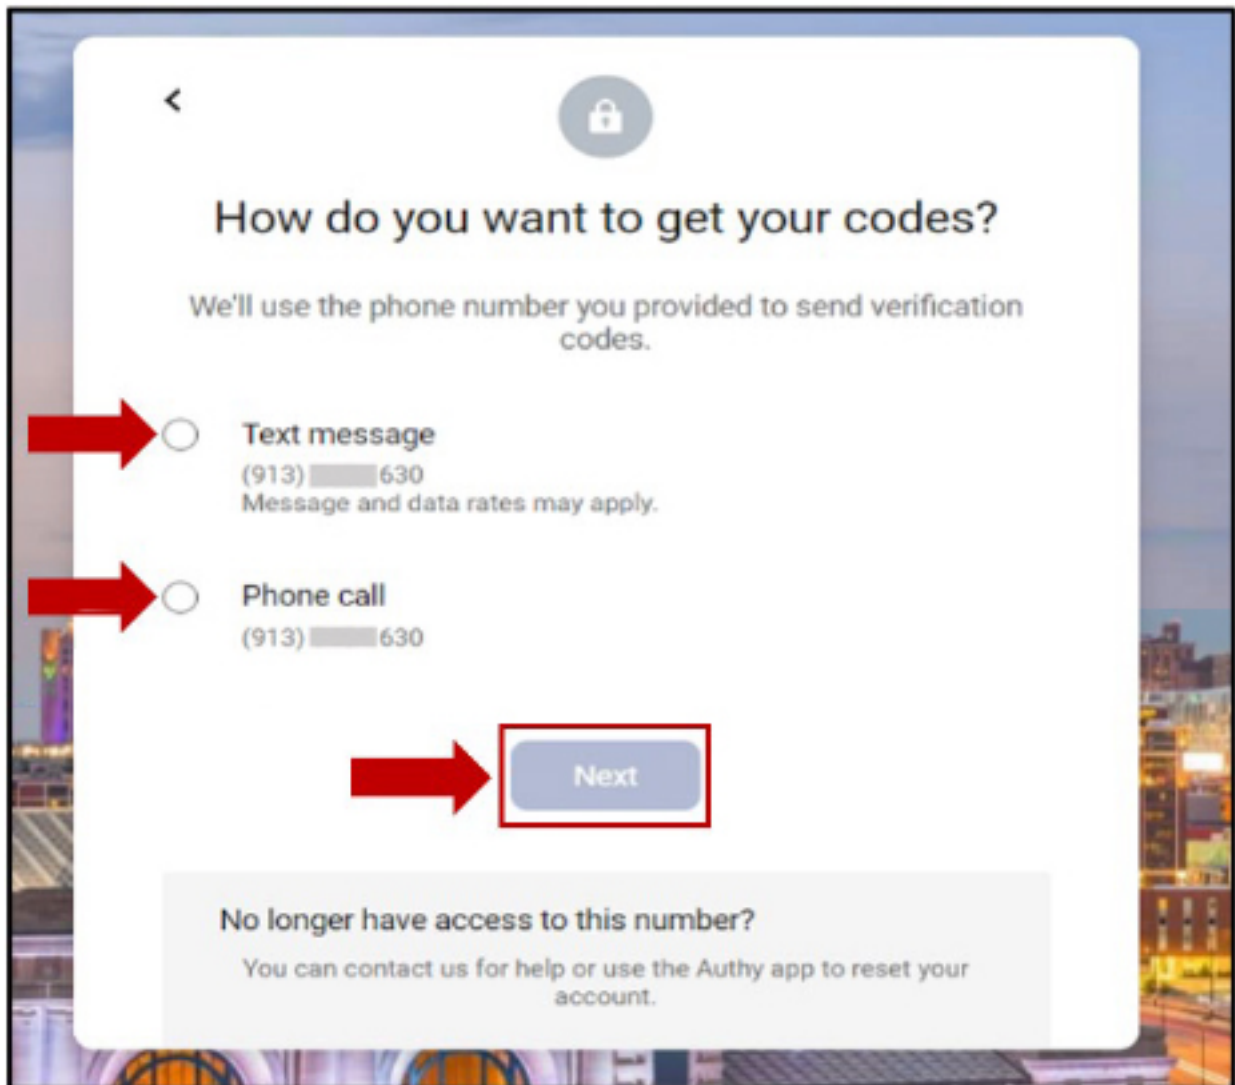 How do you want to get your codes?
We'll use the phone number you provided to send verification
codes.
Text message
(913) 630
Message and data rates may apply.
Phone call
(913) 630
Next
No longer have access to this number?
You can contact us for help or use the Authy app to reset your
account.